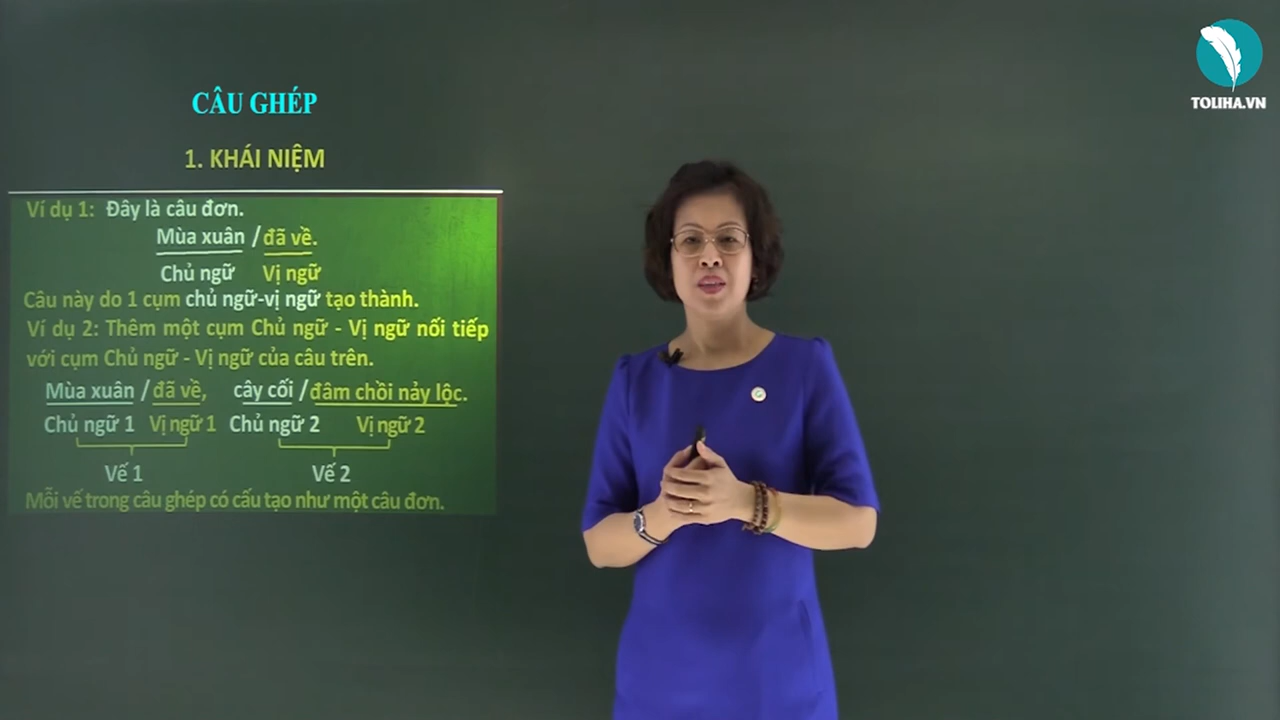 TOLIHA.VN
CÂU GHÉP
1. KHÁI NIỆM
Ví dụ 1: Đây là câu đơn.
Mùa xuân / đã về.
Chủ ngữ Vị ngữ
Câu này do 1 cụm chủ ngữ-vị ngữ tạo thành.
Ví dụ 2: Thêm một cụm Chủ ngữ - Vị ngữ nối tiếp
với cụm Chủ ngữ - Vị ngữ của câu trên.
Mùa xuân / đã về, cây cối / đâm chồi nảy lộc.
Chủ ngữ 1 Vị ngữ 1 Chủ ngữ 2 Vị ngữ 2
Vế 1 Vế 2
Mỗi vế trong câu ghép có cấu tạo như một câu đơn.